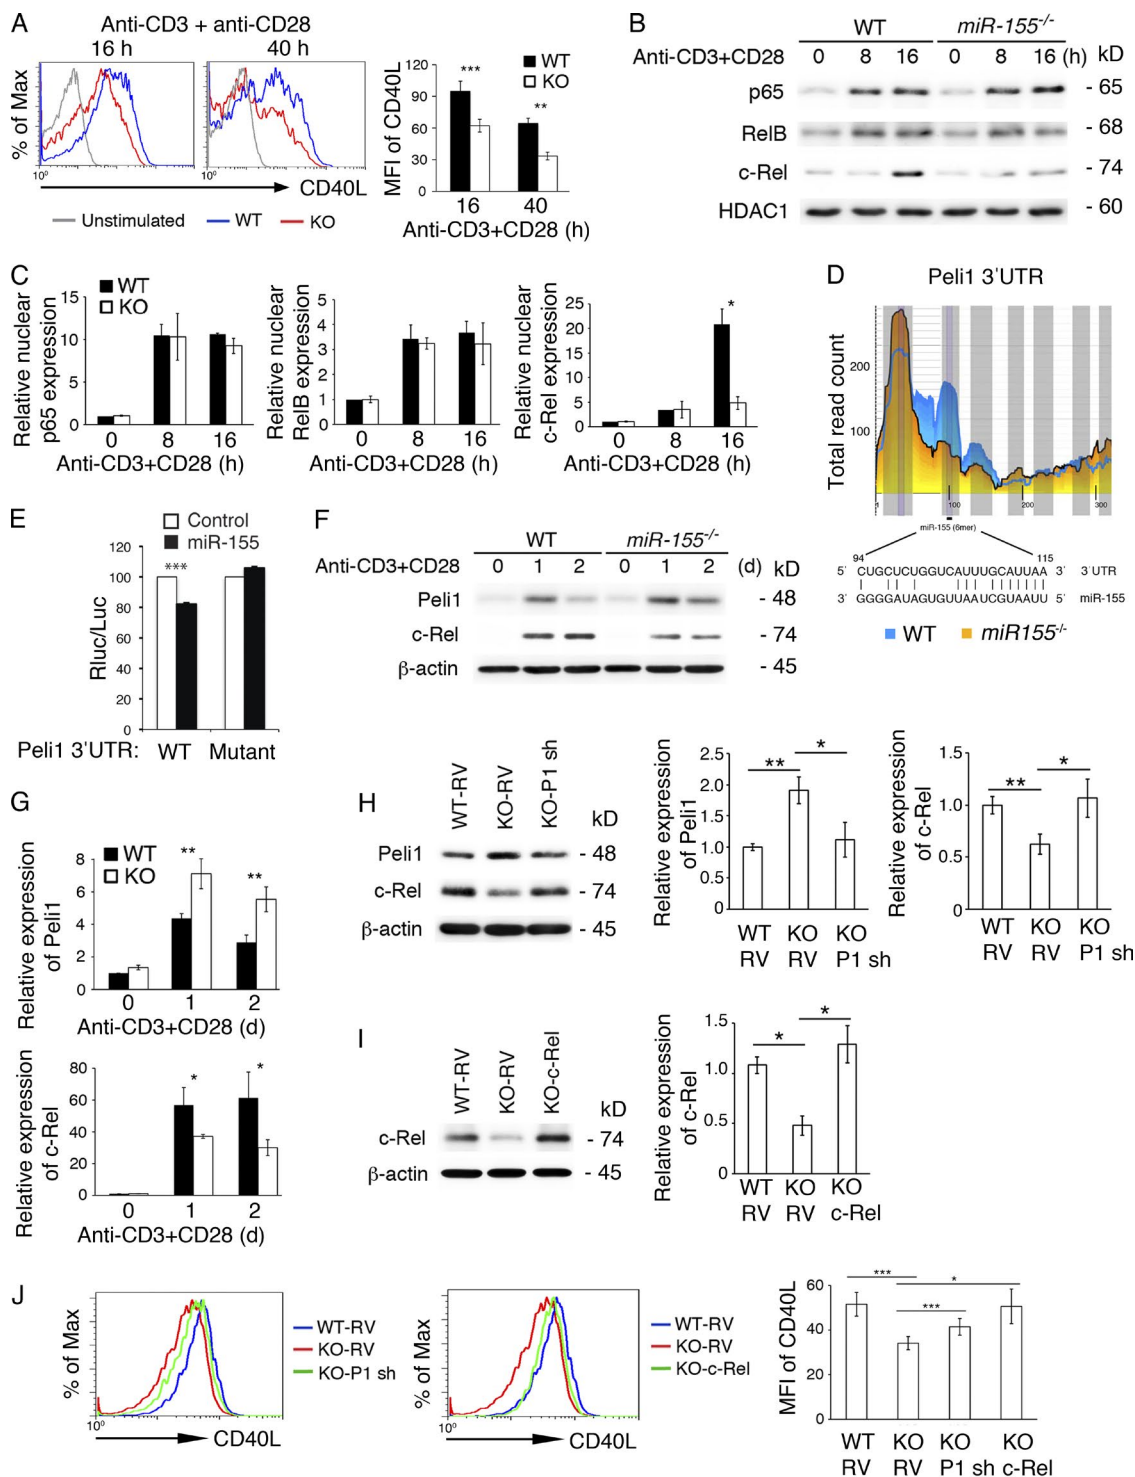 A
Anti-CD3 + anti-CD28
16 h
40 h
% of Max
10⁰
10⁰
CD40L
Unstimulated
WT
KO
MFI of CD40L
120
90
60
30
0
***
**
WT
KO
16
40
Anti-CD3+CD28 (h)
B
WT
miR-155-/-
Anti-CD3+CD28
0 8 16 0 8 16 (h) kD
p65 - 65
RelB - 68
c-Rel - 74
HDAC1 - 60
C
Relative nuclear
p65 expression
15
10
5
0
WT
KO
0 8 16
Anti-CD3+CD28 (h)
Relative nuclear
RelB expression
5
4
3
2
1
0
0 8 16
Anti-CD3+CD28 (h)
Relative nuclear
c-Rel expression
25
20
15
10
5
0
*
0 8 16
Anti-CD3+CD28 (h)
D
Peli1 3'UTR
Total read count
200
100
1 100 200 300
miR-155 (6mer)
94 115
5' CUGCUCUGGUCAUUUGCAUUAA 3' 3'UTR
3' GGGGAUAGUGUUAAUCGUAAUU 5' miR-155
WT
miR155-/-
E
Control
miR-155
Rluc/Luc
120
100
80
60
40
20
0
***
Peli1 3'UTR: WT Mutant
F
WT
miR-155-/-
Anti-CD3+CD28 0 1 2 0 1 2 (d) kD
Peli1 - 48
c-Rel - 74
β-actin - 45
G
Relative expression
of Peli1
8
6
4
2
0
WT
KO
**
**
0 1 2
Anti-CD3+CD28 (d)
Relative expression
of c-Rel
80
60
40
20
0
*
*
0 1 2
Anti-CD3+CD28 (d)
H
WT-RV
KO-RV
KO-P1 sh
kD
Peli1 - 48
c-Rel - 74
β-actin - 45
Relative expression
of Peli1
2.5
2.0
1.5
1.0
0.5
0
**
*
WT KO KO
RV RV P1 sh
Relative expression
of c-Rel
1.5
1.0
0.5
0
**
*
WT KO KO
RV RV P1 sh
I
WT-RV
KO-RV
KO-c-Rel
kD
c-Rel - 74
β-actin - 45
Relative expression
of c-Rel
1.5
1.0
0.5
0
*
*
WT KO KO
RV RV c-Rel
J
% of Max
10⁰
CD40L
WT-RV
KO-RV
KO-P1 sh
% of Max
10⁰
CD40L
WT-RV
KO-RV
KO-c-Rel
MFI of CD40L
60
40
20
0
***
*
***
WT KO KO KO
RV RV P1 sh c-Rel